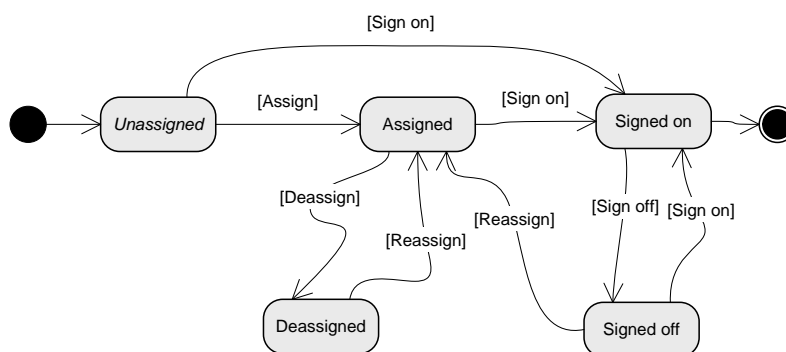 [Sign on]
[Assign]
[Sign on]
Unassigned
Assigned
Signed on
[Deassign]
[Reassign]
[Reassign]
[Sign off]
[Sign on]
Deassigned
Signed off